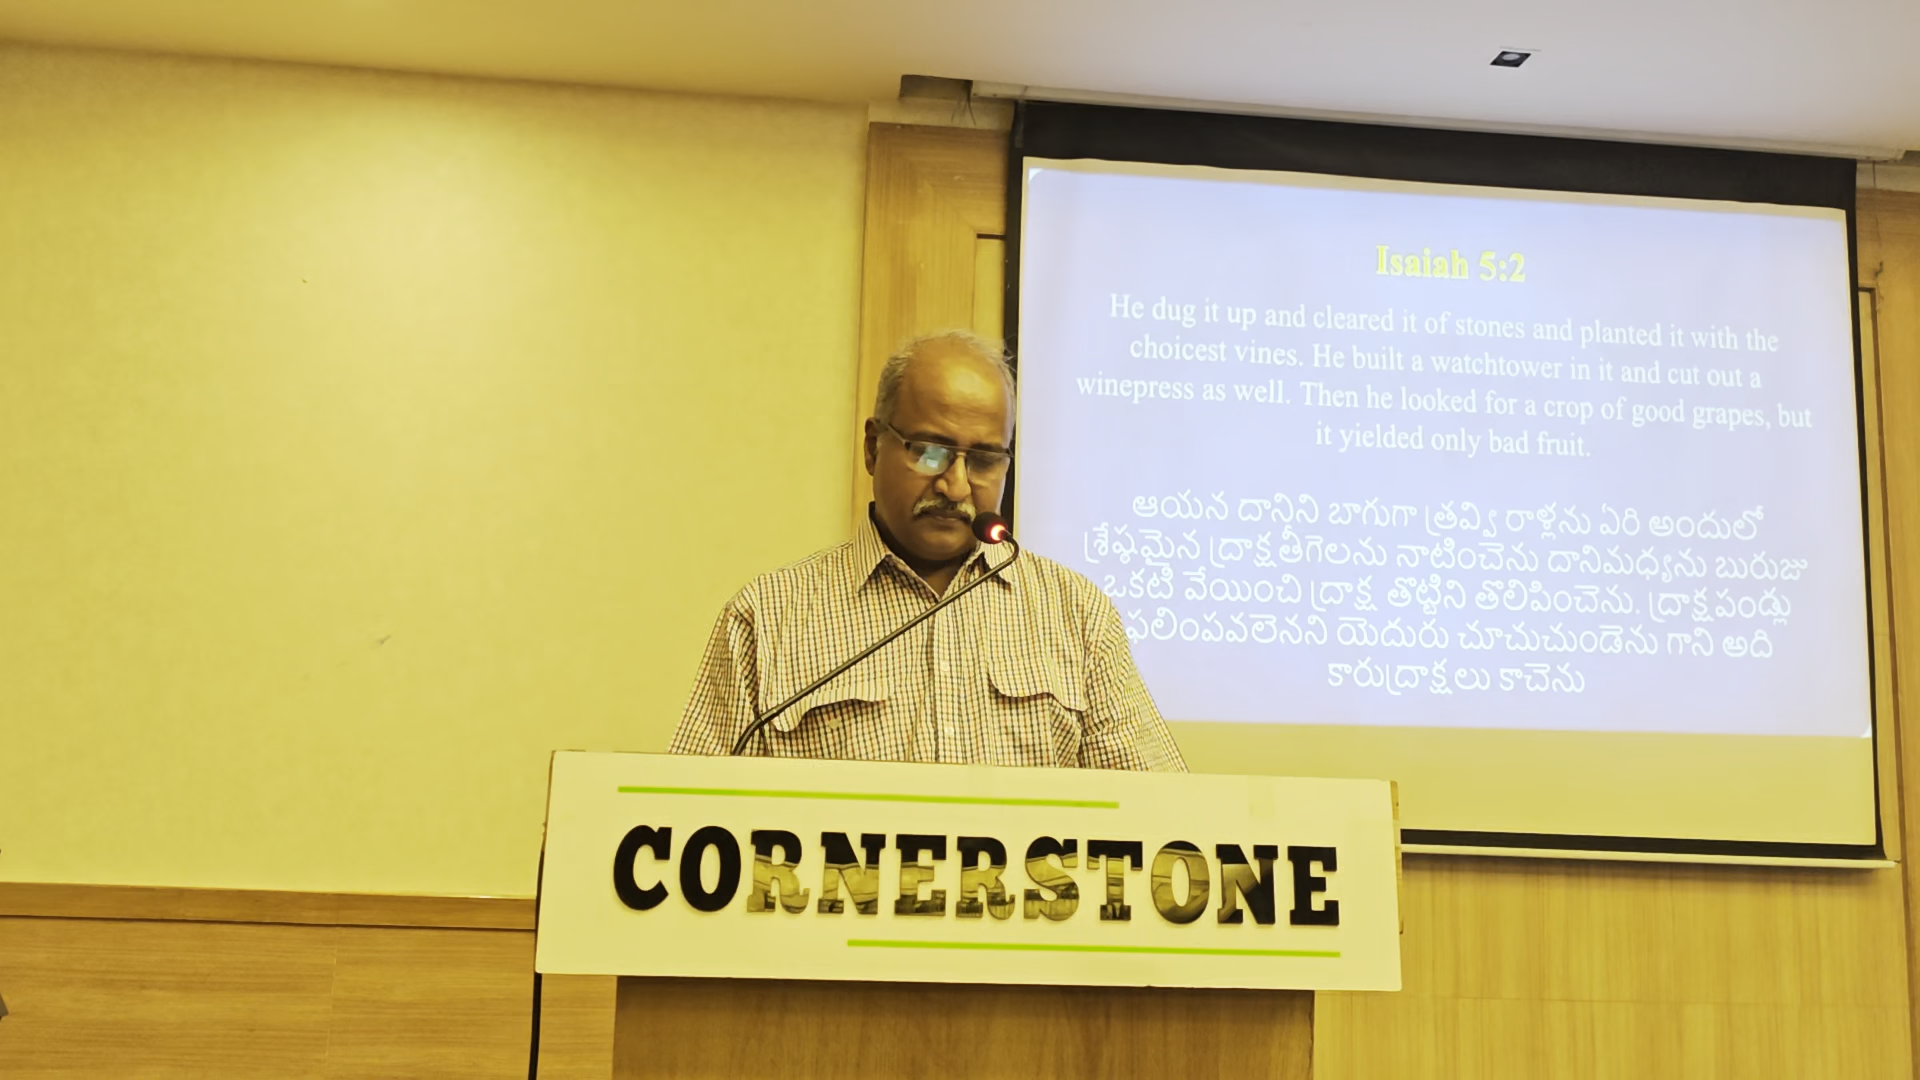 Isaiah 5:2
He dug it up and cleared it of stones and planted it with the
choicest vines. He built a watchtower in it and cut out a
winepress as well. Then he looked for a crop of good grapes, but
it yielded only bad fruit.
ఆయన దానిని బాగుగా త్రవ్వి రాళ్లను ఏరి అందులో
శ్రేష్ఠమైన ద్రాక్షతీగెలను నాటించెను దానిమధ్యను బురుజు
ఒకటి వేయించి ద్రాక్ష తొట్టిని తొలిపించెను. ద్రాక్షపండ్లు
ఫలింపవలెనని యెదురు చూచుచుండెను గాని అది
కారుద్రాక్షలు కాచెను
CORNERSTONE